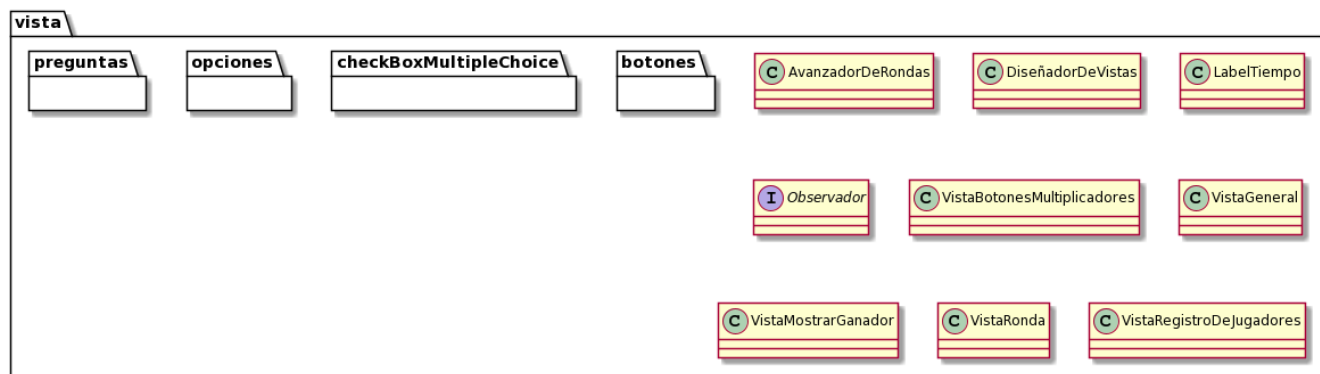 vista
preguntas
opciones
checkBoxMultipleChoice
botones
C AvanzadorDeRondas
C DiseñadorDeVistas
C LabelTiempo
I Observador
C VistaBotonesMultiplicadores
C VistaGeneral
C VistaMostrarGanador
C VistaRonda
C VistaRegistroDeJugadores